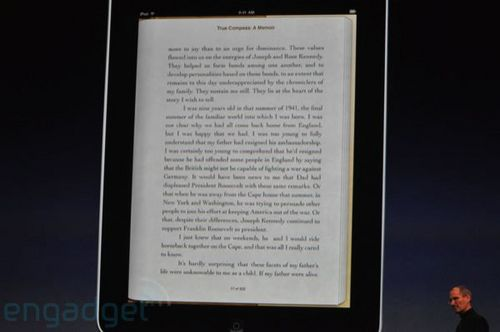 iPad
9:41 AM
True Compass: A Memoir
more to say than to an urge for dominance. These values
flowed into us on the energies of Joseph and Rose Kennedy.
They helped us form bonds among one another, and to
develop personalities based on those bonds, to an extent that
remains to this day underappreciated by the chroniclers of
my family. They sustain me still. They lie at the heart of the
story I wish to tell.
I was nine years old in that summer of 1941, the final
summer of the familiar world into which I was born. I was
not clear why we had all come back home from England,
but I was happy that we had. I was too young to fully
understand that my father had resigned his ambassadorship.
I was certainly too young to comprehend that he'd resigned
because he had offended some people in England by saying
that the British might not be capable of fighting a war against
Germany. It would have been news to me that Dad had
displeased President Roosevelt with those same remarks. Or
that when he was away from the Cape house that summer, in
New York and Washington, he was trying to persuade other
people to join his effort at keeping America out of the war. Or
that, despite their differences, Joseph Kennedy continued to
support Franklin Roosevelt as president.
I just knew that on weekends, he and I would ride
horseback together on the Cape, and that was all I really cared
to know.
It's hardly surprising that these facets of my father's
life were unknowable to me as a child. If my father were alive
engadget